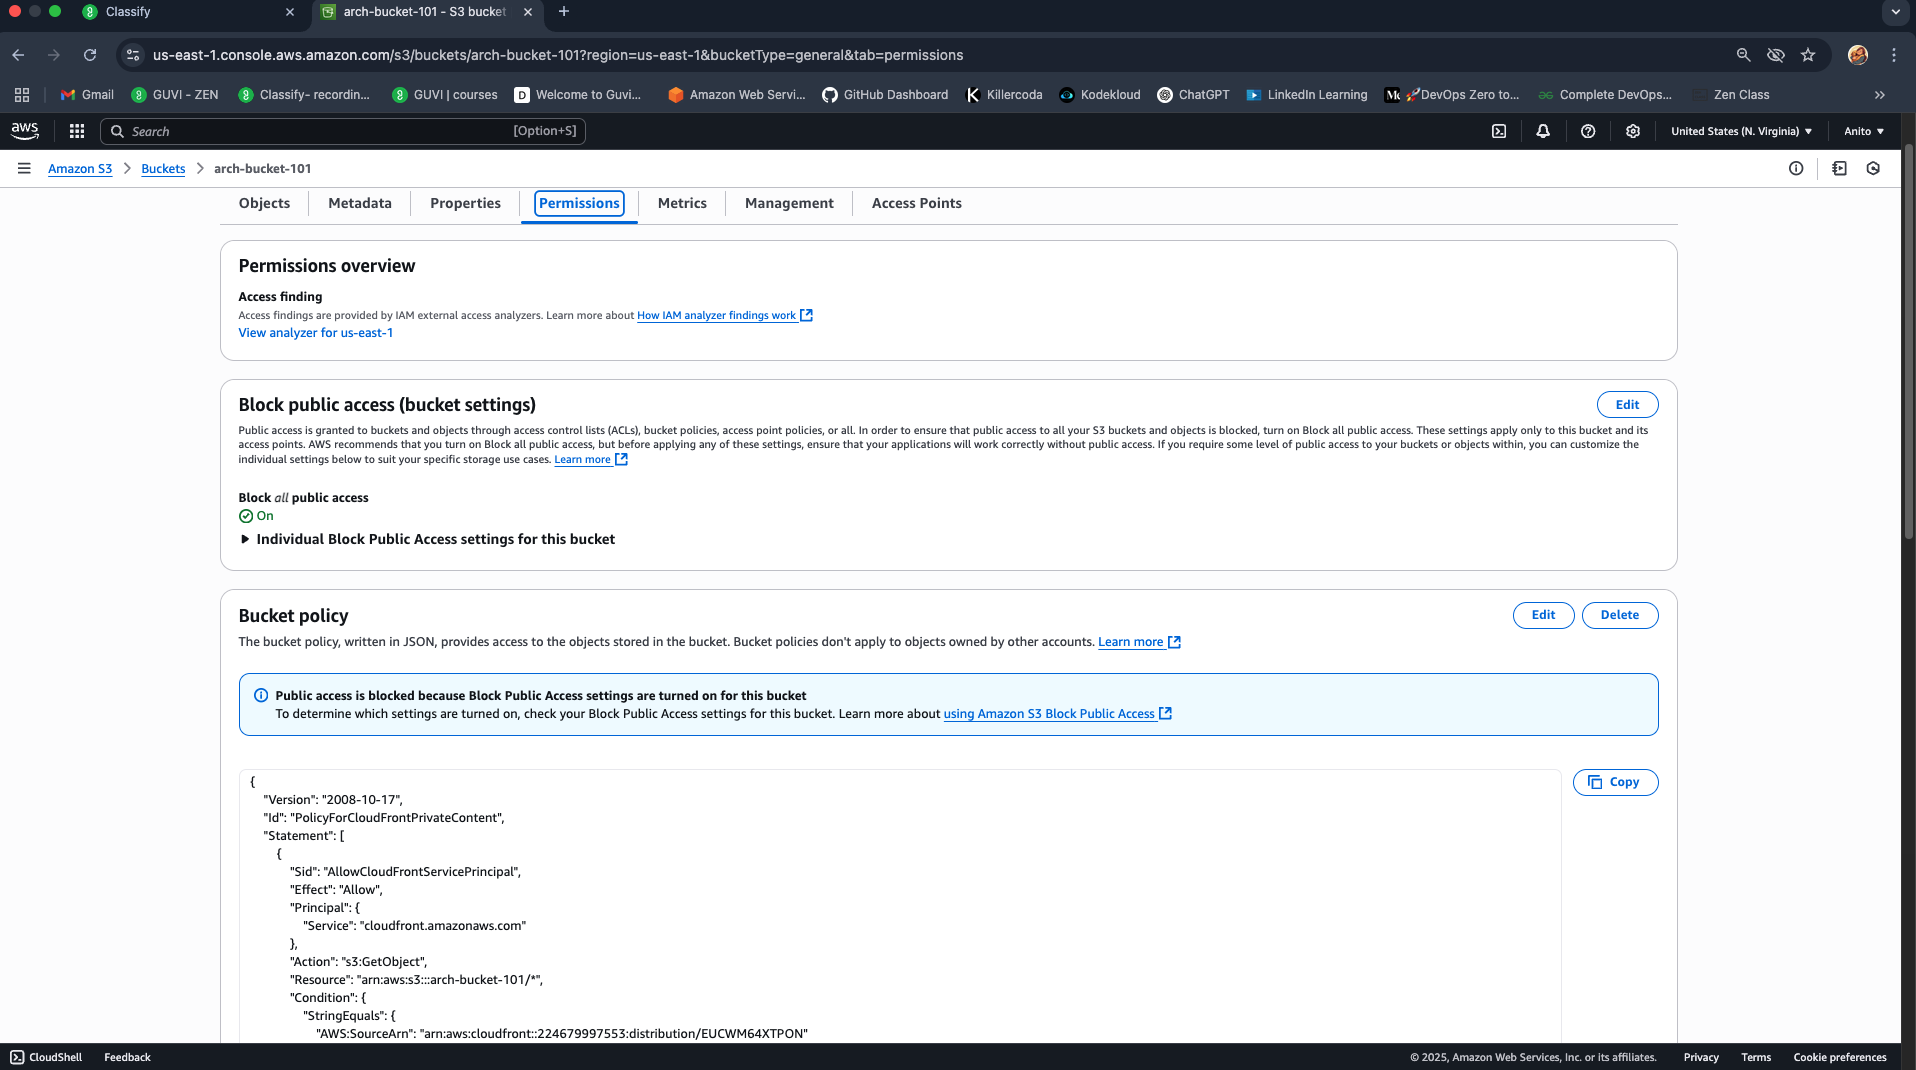 Classify
arch-bucket-101 - S3 bucket
us-east-1.console.aws.amazon.com/s3/buckets/arch-bucket-101?region=us-east-1&bucketType=general&tab=permissions
Gmail GUVI - ZEN Classify- recordin... GUVI | courses Welcome to Guvi... Amazon Web Servi... GitHub Dashboard Killercoda Kodekloud ChatGPT LinkedIn Learning 🚀DevOps Zero to... Complete DevOps... Zen Class
aws Search [Option+S] United States (N. Virginia) Anito
Amazon S3 > Buckets > arch-bucket-101
Objects Metadata Properties Permissions Metrics Management Access Points
Permissions overview
Access finding
Access findings are provided by IAM external access analyzers. Learn more about How IAM analyzer findings work
View analyzer for us-east-1
Block public access (bucket settings)
Edit
Public access is granted to buckets and objects through access control lists (ACLs), bucket policies, access point policies, or all. In order to ensure that public access to all your S3 buckets and objects is blocked, turn on Block all public access. These settings apply only to this bucket and its
access points. AWS recommends that you turn on Block all public access, but before applying any of these settings, ensure that your applications will work correctly without public access. If you require some level of public access to your buckets or objects within, you can customize the
individual settings below to suit your specific storage use cases. Learn more
Block all public access
On
Individual Block Public Access settings for this bucket
Bucket policy
Edit Delete
The bucket policy, written in JSON, provides access to the objects stored in the bucket. Bucket policies don't apply to objects owned by other accounts. Learn more
Public access is blocked because Block Public Access settings are turned on for this bucket
To determine which settings are turned on, check your Block Public Access settings for this bucket. Learn more about using Amazon S3 Block Public Access
Copy
{
"Version": "2008-10-17",
"Id": "PolicyForCloudFrontPrivateContent",
"Statement": [
{
"Sid": "AllowCloudFrontServicePrincipal",
"Effect": "Allow",
"Principal": {
"Service": "cloudfront.amazonaws.com"
},
"Action": "s3:GetObject",
"Resource": "arn:aws:s3:::arch-bucket-101/*",
"Condition": {
"StringEquals": {
"AWS:SourceArn": "arn:aws:cloudfront::224679997553:distribution/EUCWM64XTPON"
CloudShell Feedback © 2025, Amazon Web Services, Inc. or its affiliates. Privacy Terms Cookie preferences